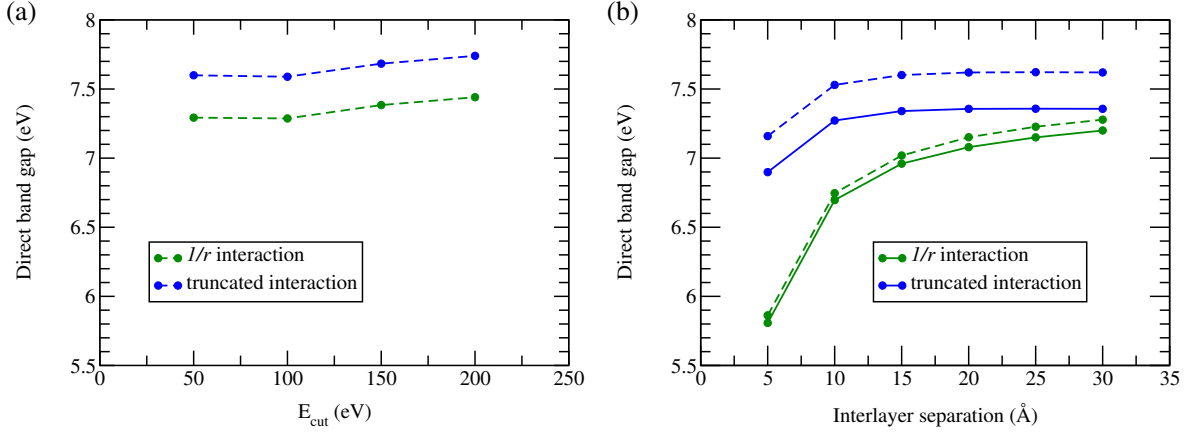 (a)
8
7.5
7
6.5
6
5.5
Direct band gap (eV)
1/r interaction
truncated interaction
0 50 100 150 200 250
E_cut (eV)
(b)
8
7.5
7
6.5
6
5.5
Direct band gap (eV)
1/r interaction
truncated interaction
0 5 10 15 20 25 30 35
Interlayer separation (Å)